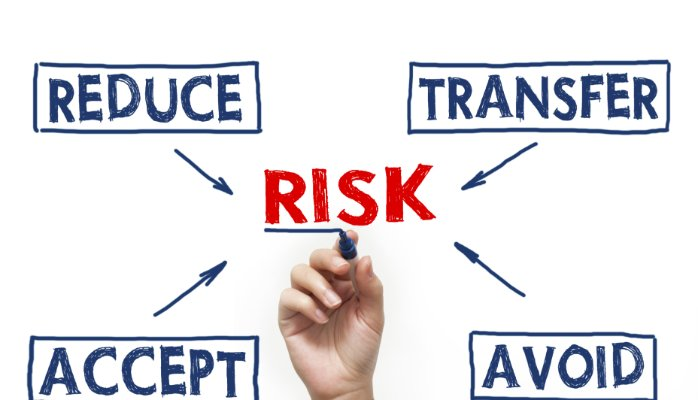 REDUCE
TRANSFER
RISK
ACCEPT
AVOID